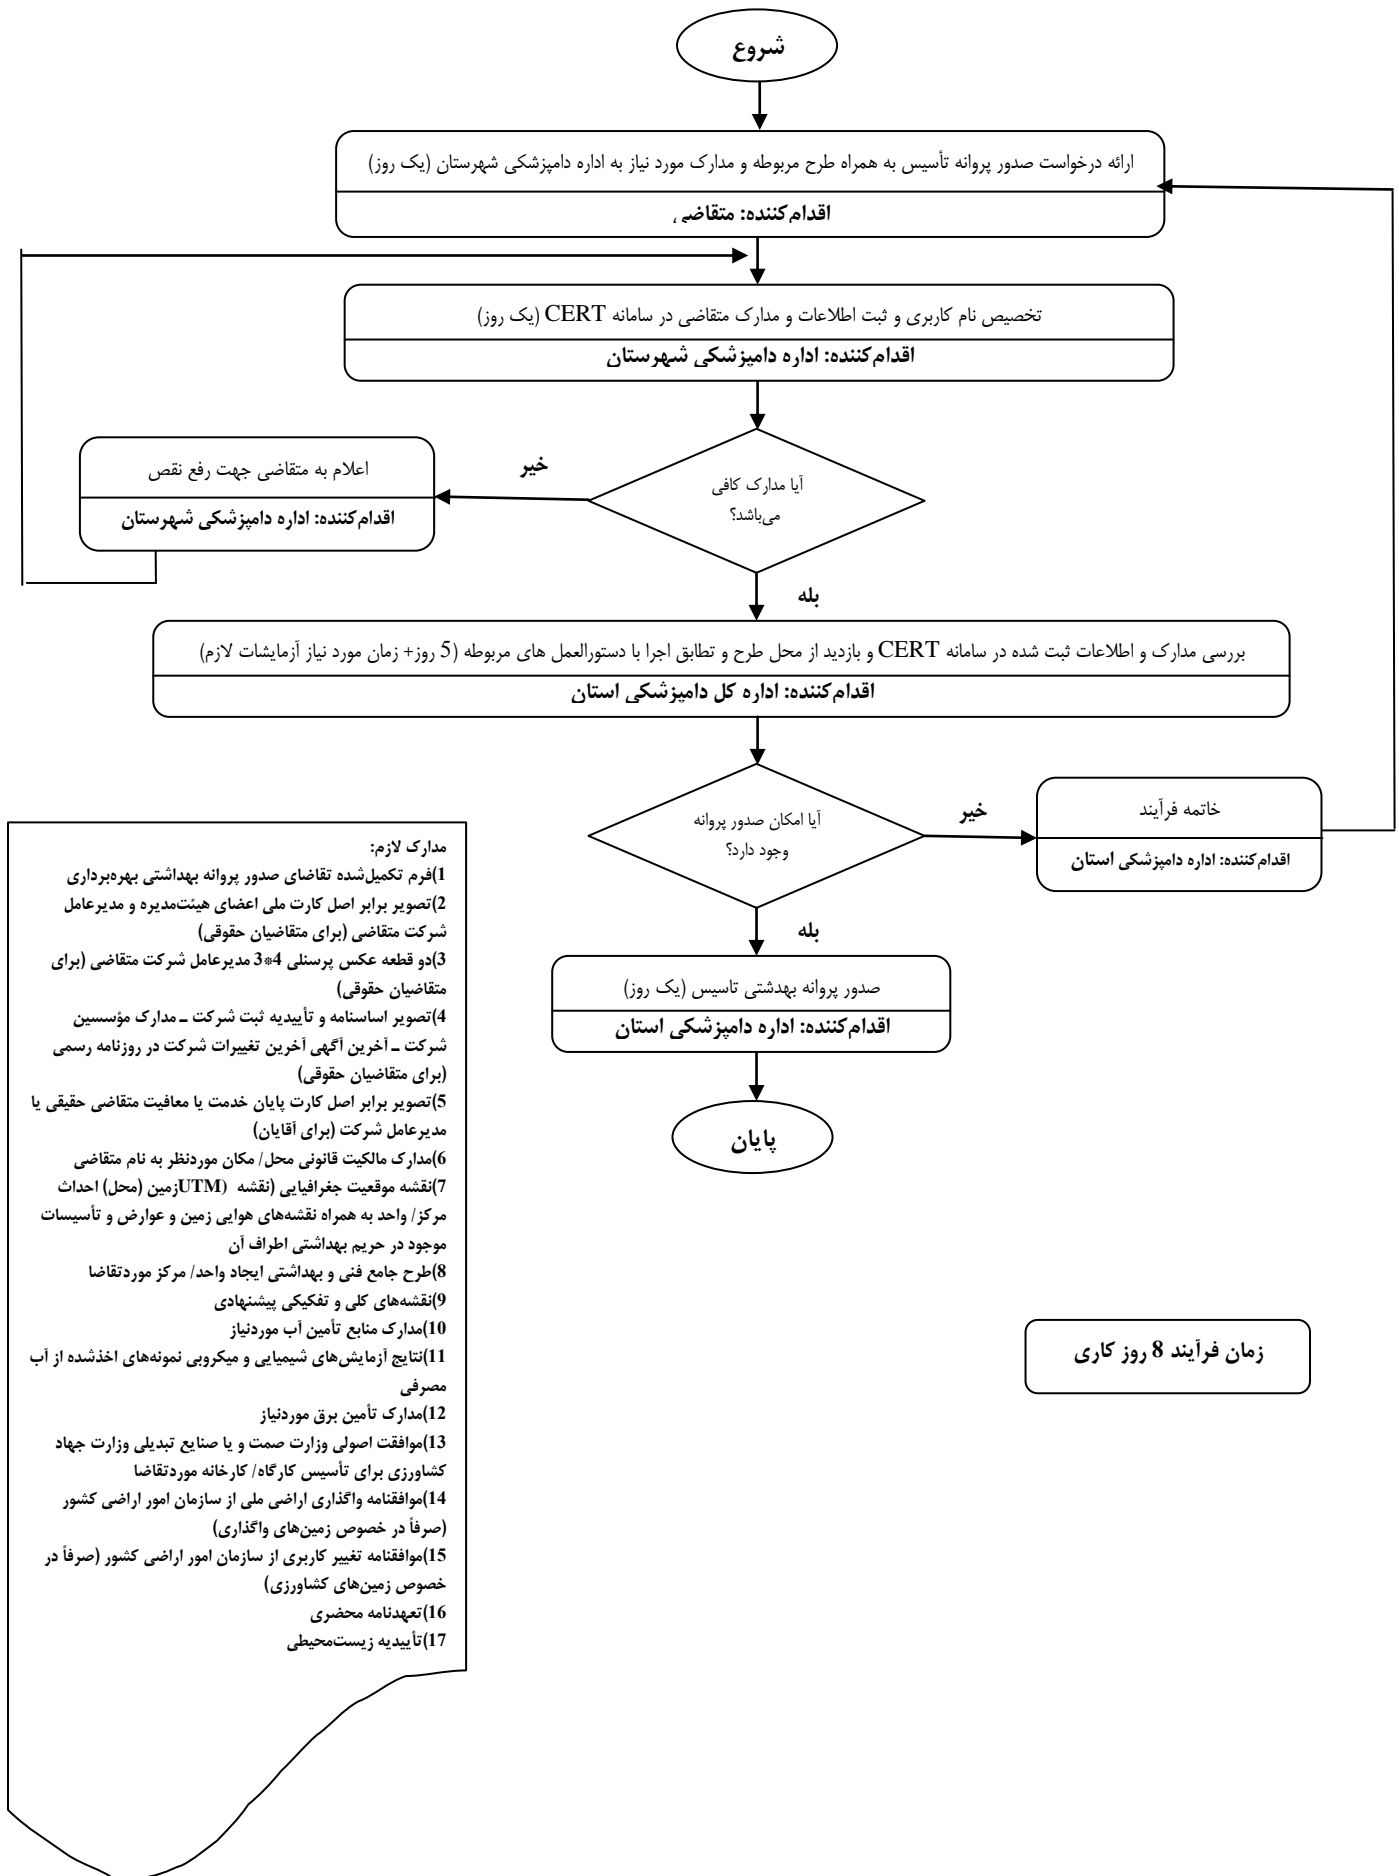 شروع
ارائه درخواست صدور پروانه تأسیس به همراه طرح مربوطه و مدارک مورد نیاز به اداره دامپزشکی شهرستان (یک روز)
اقدام‌کننده: متقاضی
تخصیص نام کاربری و ثبت اطلاعات و مدارک متقاضی در سامانه CERT (یک روز)
اقدام‌کننده: اداره دامپزشکی شهرستان
آیا مدارک کافی
می‌باشد؟
خیر
اعلام به متقاضی جهت رفع نقص
اقدام‌کننده: اداره دامپزشکی شهرستان
بله
بررسی مدارک و اطلاعات ثبت شده در سامانه CERT و بازدید از محل طرح و تطابق اجرا با دستورالعمل های مربوطه (5 روز+ زمان مورد نیاز آزمایشات لازم)
اقدام‌کننده: اداره کل دامپزشکی استان
آیا امکان صدور پروانه
وجود دارد؟
خیر
خاتمه فرآیند
اقدام‌کننده: اداره دامپزشکی استان
بله
صدور پروانه بهدشتی تاسیس (یک روز)
اقدام‌کننده: اداره دامپزشکی استان
پایان
مدارک لازم:
1)فرم تکمیل‌شده تقاضای صدور پروانه بهداشتی بهره‌برداری
2)تصویر برابر اصل کارت ملی اعضای هیئت‌مدیره و مدیرعامل
شرکت متقاضی (برای متقاضیان حقوقی)
3)دو قطعه عکس پرسنلی 4*3 مدیرعامل شرکت متقاضی (برای
متقاضیان حقوقی)
4)تصویر اساسنامه و تأییدیه ثبت شرکت ـ مدارک مؤسسین
شرکت ـ آخرین آگهی آخرین تغییرات شرکت در روزنامه رسمی
(برای متقاضیان حقوقی)
5)تصویر برابر اصل کارت پایان خدمت یا معافیت متقاضی حقیقی یا
مدیرعامل شرکت (برای آقایان)
6)مدارک مالکیت قانونی محل/ مکان موردنظر به نام متقاضی
7)نقشه موقعیت جغرافیایی (نقشه UTM)زمین (محل) احداث
مرکز/ واحد به همراه نقشه‌های هوایی زمین و عوارض و تأسیسات
موجود در حریم بهداشتی اطراف آن
8)طرح جامع فنی و بهداشتی ایجاد واحد/ مرکز موردتقاضا
9)نقشه‌های کلی و تفکیکی پیشنهادی
10)مدارک منابع تأمین آب موردنیاز
11)نتایج آزمایش‌های شیمیایی و میکروبی نمونه‌های اخذشده از آب
مصرفی
12)مدارک تأمین برق موردنیاز
13)موافقت اصولی وزارت صمت و یا صنایع تبدیلی وزارت جهاد
کشاورزی برای تأسیس کارگاه/ کارخانه موردتقاضا
14)موافقنامه واگذاری اراضی ملی از سازمان امور اراضی کشور
(صرفاً در خصوص زمین‌های واگذاری)
15)موافقنامه تغییر کاربری از سازمان امور اراضی کشور (صرفاً در
خصوص زمین‌های کشاورزی)
16)تعهدنامه محضری
17)تأییدیه زیست‌محیطی
زمان فرآیند 8 روز کاری